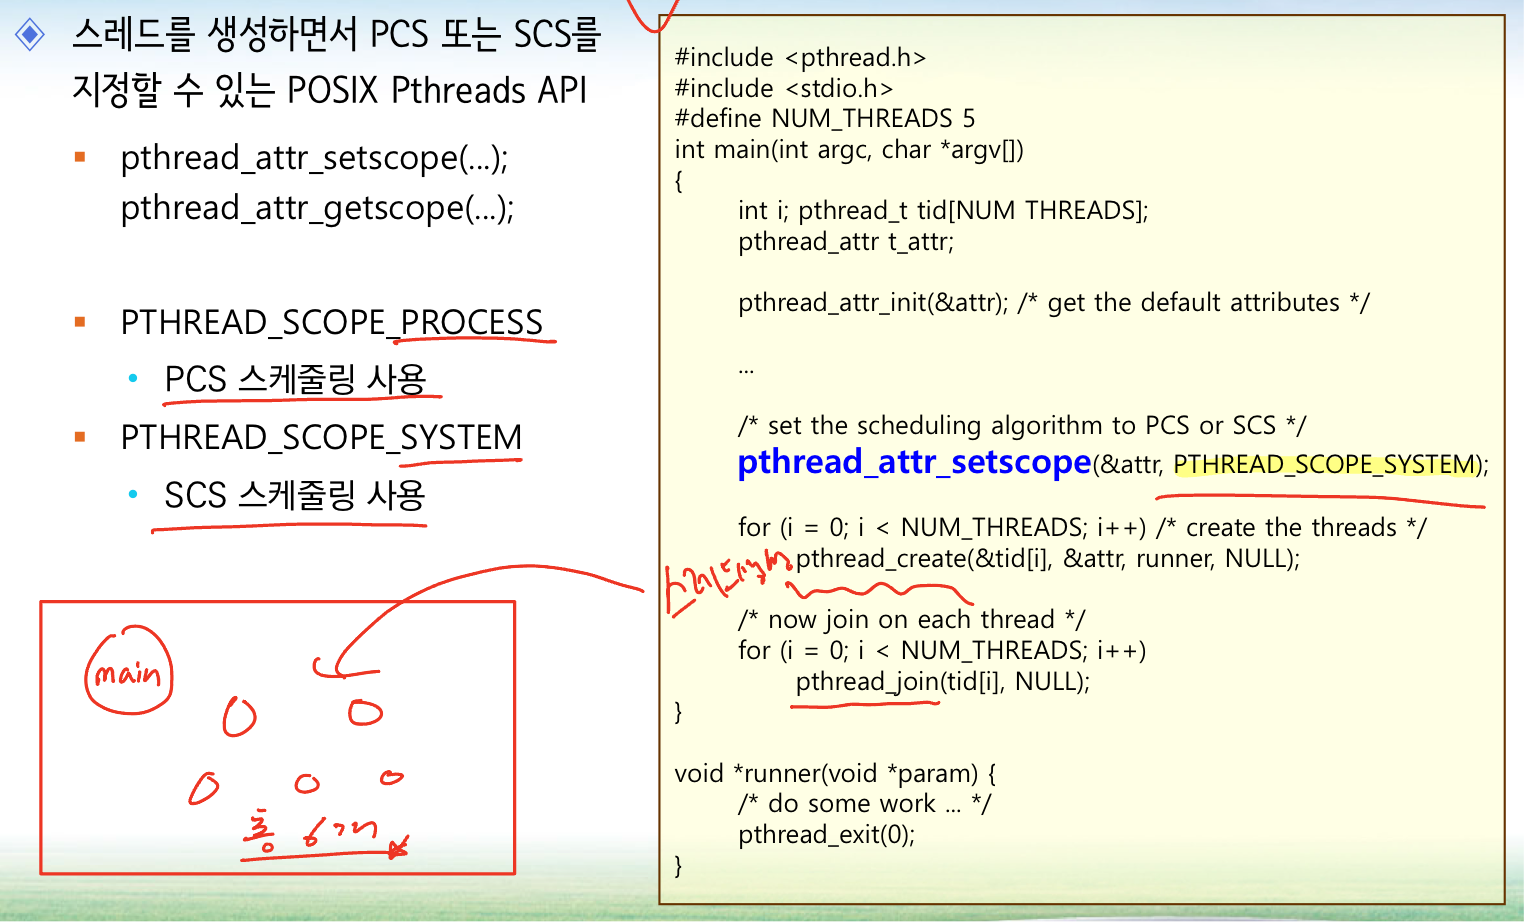 스레드를 생성하면서 PCS 또는 SCS를
지정할 수 있는 POSIX Pthreads API
pthread_attr_setscope(...);
pthread_attr_getscope(...);
PTHREAD_SCOPE_PROCESS
PCS 스케줄링 사용
PTHREAD_SCOPE_SYSTEM
SCS 스케줄링 사용
main
총 6개
#include <pthread.h>
#include <stdio.h>
#define NUM_THREADS 5
int main(int argc, char *argv[])
{
int i; pthread_t tid[NUM THREADS];
pthread_attr t_attr;
pthread_attr_init(&attr); /* get the default attributes */
...
/* set the scheduling algorithm to PCS or SCS */
pthread_attr_setscope(&attr, PTHREAD_SCOPE_SYSTEM);
for (i = 0; i < NUM_THREADS; i++) /* create the threads */
스레드생성 pthread_create(&tid[i], &attr, runner, NULL);
/* now join on each thread */
for (i = 0; i < NUM_THREADS; i++)
pthread_join(tid[i], NULL);
}
void *runner(void *param) {
/* do some work ... */
pthread_exit(0);
}